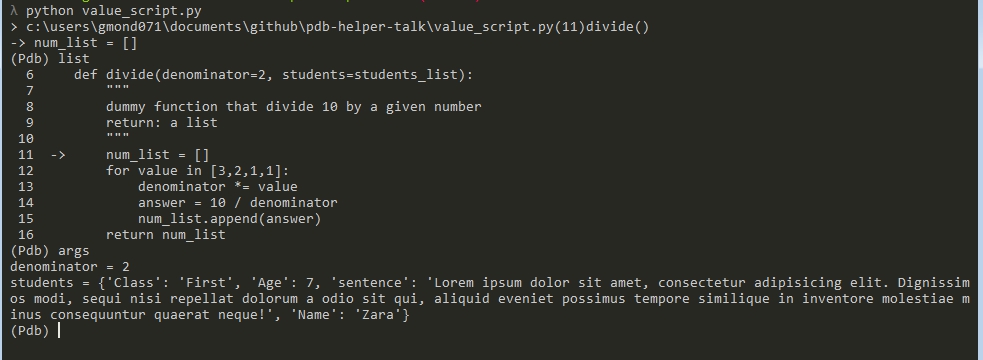 λ python value_script.py
> c:\users\gmond071\documents\github\pdb-helper-talk\value_script.py(11)divide()
-> num_list = []
(Pdb) list
  6     def divide(denominator=2, students=students_list):
  7         """
  8         dummy function that divide 10 by a given number
  9         return: a list
 10         """
 11  ->     num_list = []
 12         for value in [3,2,1,1]:
 13             denominator *= value
 14             answer = 10 / denominator
 15             num_list.append(answer)
 16         return num_list
(Pdb) args
denominator = 2
students = {'Class': 'First', 'Age': 7, 'sentence': 'Lorem ipsum dolor sit amet, consectetur adipisicing elit. Dignissim
os modi, sequi nisi repellat dolorum a odio sit qui, aliquid eveniet possimus tempore similique in inventore molestiae m
inus consequuntur quaerat neque!', 'Name': 'Zara'}
(Pdb)